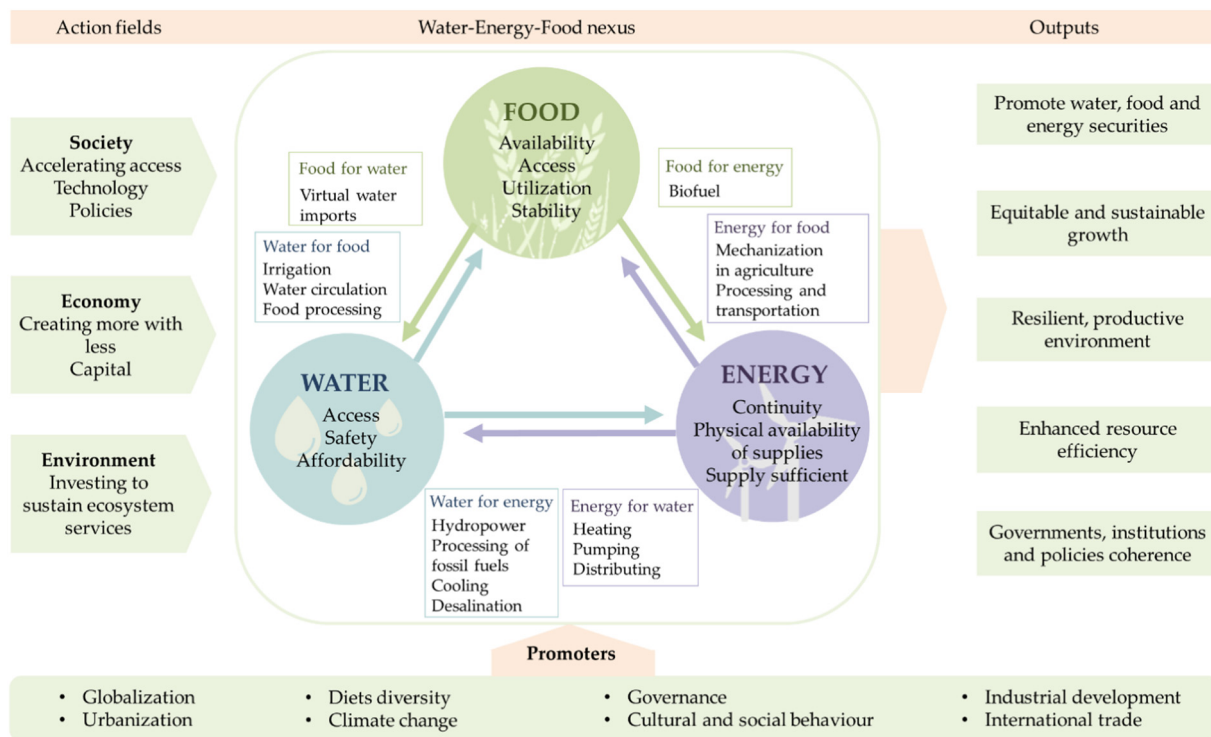 Action fields
Water-Energy-Food nexus
Outputs
Society
Accelerating access
Technology
Policies
Economy
Creating more with
less
Capital
Environment
Investing to
sustain ecosystem
services
FOOD
Availability
Access
Utilization
Stability
Food for water
Virtual water
imports
Food for energy
Biofuel
Water for food
Irrigation
Water circulation
Food processing
Energy for food
Mechanization
in agriculture
Processing and
transportation
WATER
Access
Safety
Affordability
ENERGY
Continuity
Physical availability
of supplies
Supply sufficient
Water for energy
Hydropower
Processing of
fossil fuels
Cooling
Desalination
Energy for water
Heating
Pumping
Distributing
Promote water, food and
energy securities
Equitable and sustainable
growth
Resilient, productive
environment
Enhanced resource
efficiency
Governments, institutions
and policies coherence
Promoters
• Globalization
• Urbanization
• Diets diversity
• Climate change
• Governance
• Cultural and social behaviour
• Industrial development
• International trade